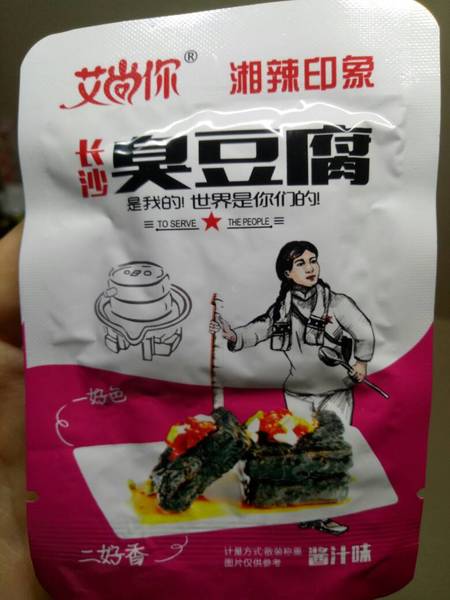 艾尚你® 湘辣印象
长沙 臭豆腐
是我的!世界是你们的!
TO SERVE ★ THE PEOPLE
一好色
二好香
计量方式:散装称重
图片仅供参考
酱汁味